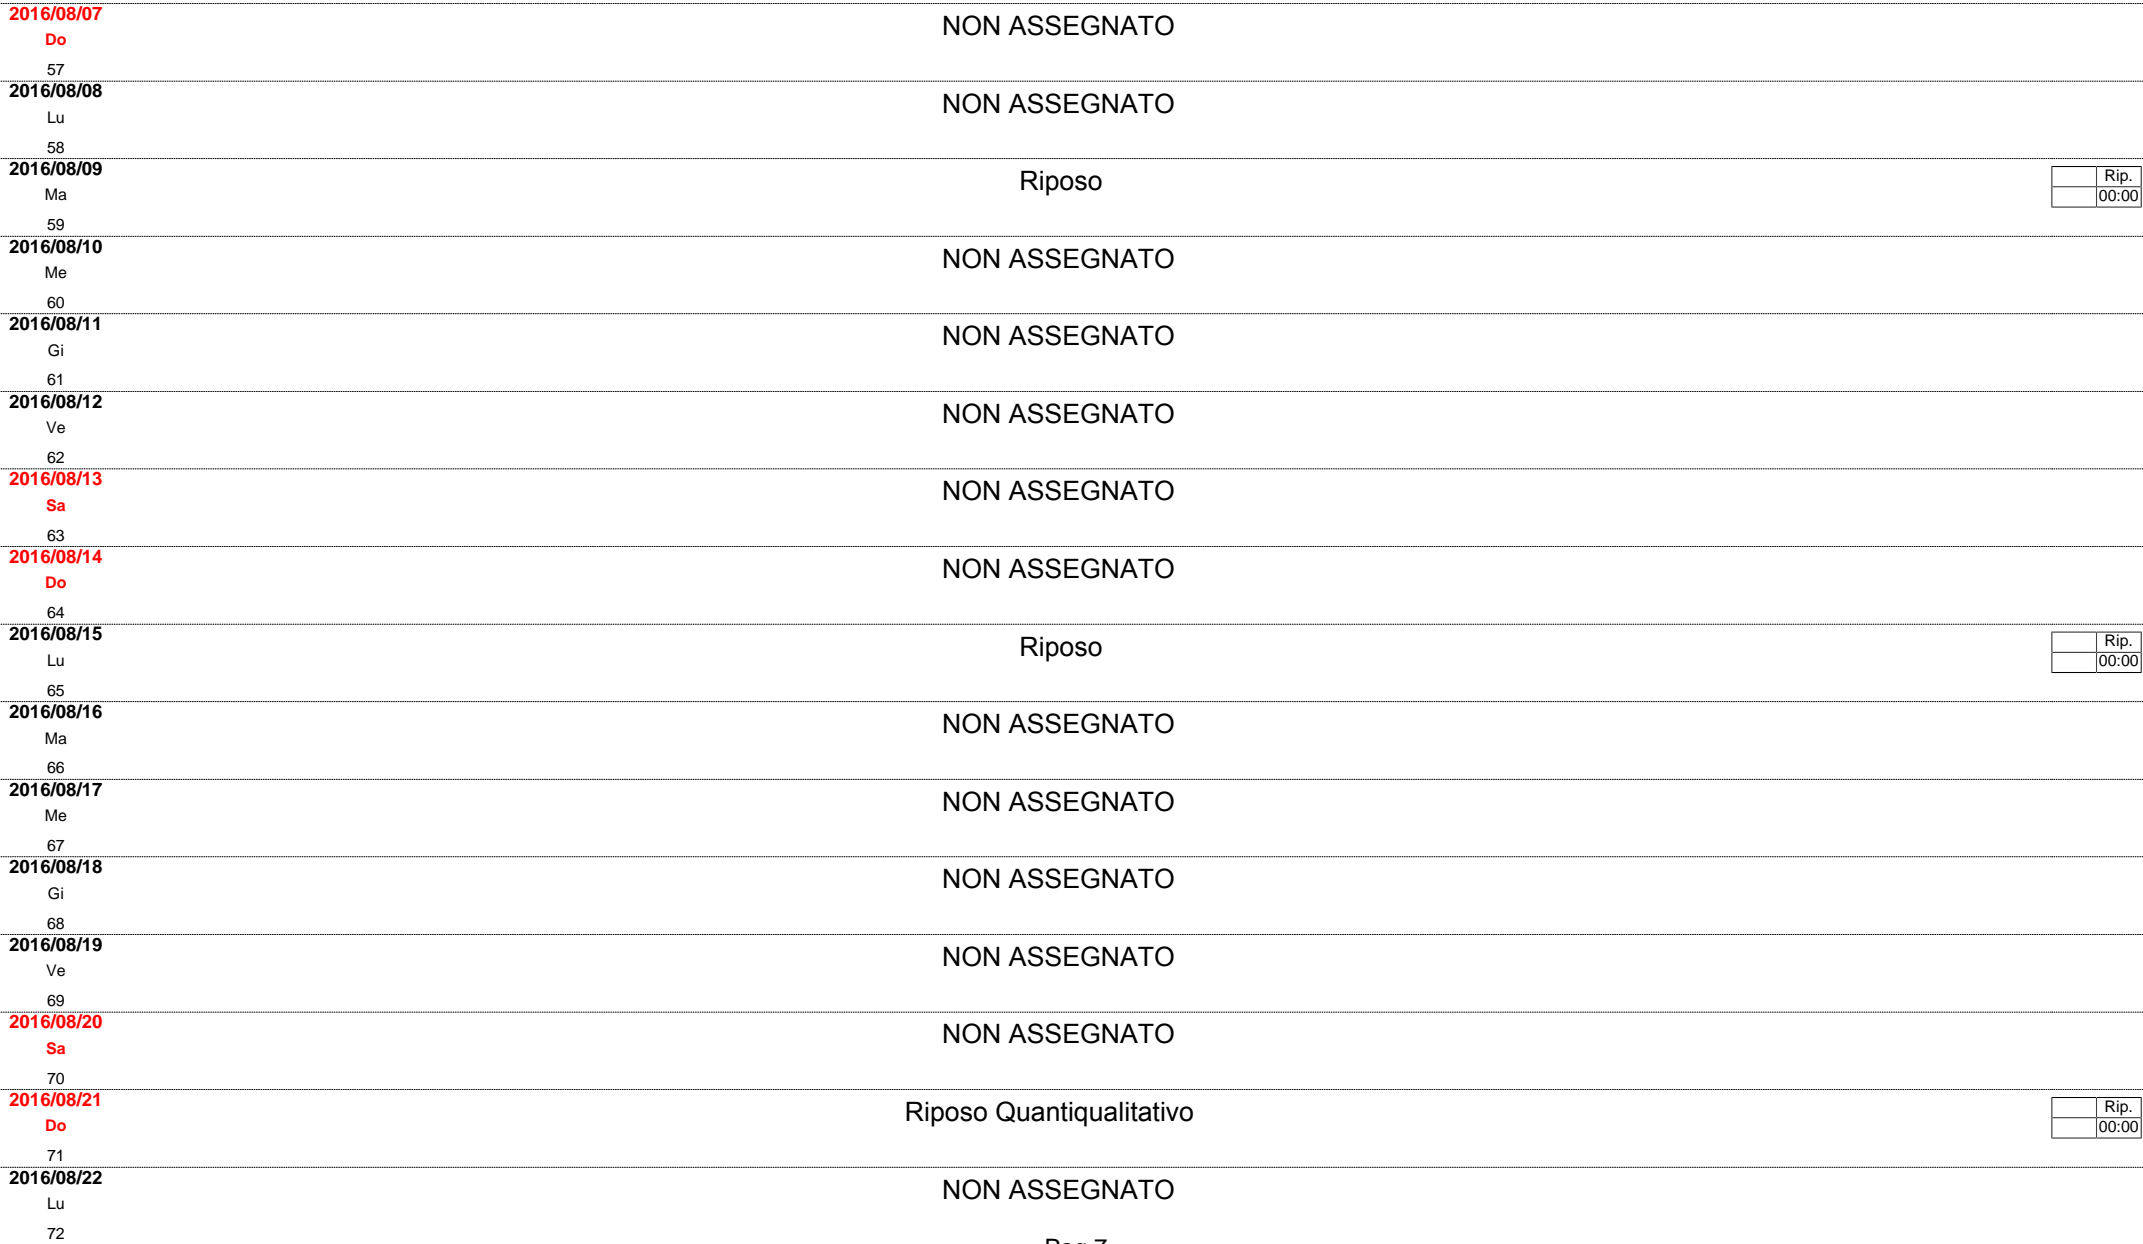 2016/08/07
NON ASSEGNATO
Do
57
2016/08/08
NON ASSEGNATO
Lu
58
2016/08/09
Riposo
Rip.
Ma
00:00
59
2016/08/10
NON ASSEGNATO
Me
60
2016/08/11
NON ASSEGNATO
Gi
61
2016/08/12
NON ASSEGNATO
Ve
62
2016/08/13
NON ASSEGNATO
Sa
63
2016/08/14
NON ASSEGNATO
Do
64
2016/08/15
Riposo
Rip.
Lu
00:00
65
2016/08/16
NON ASSEGNATO
Ma
66
2016/08/17
NON ASSEGNATO
Me
67
2016/08/18
NON ASSEGNATO
Gi
68
2016/08/19
NON ASSEGNATO
Ve
69
2016/08/20
NON ASSEGNATO
Sa
70
2016/08/21
Riposo Quantiqualitativo
Rip.
Do
00:00
71
2016/08/22
NON ASSEGNATO
Lu
72